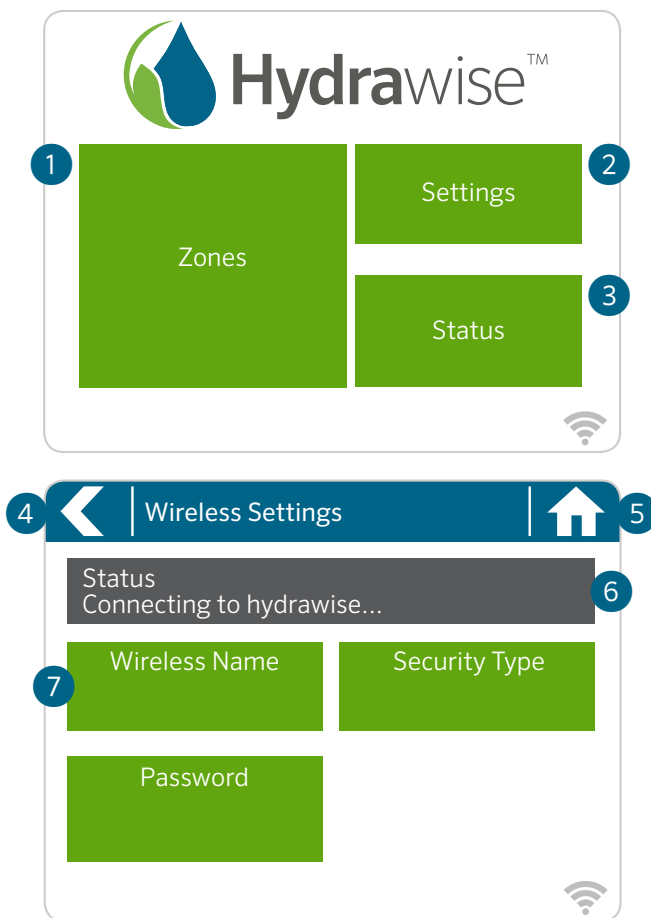 Hydrawise™
1
2
Settings
Zones
3
Status
4
Wireless Settings
5
Status
Connecting to hydrawise...
6
Wireless Name
Security Type
7
Password